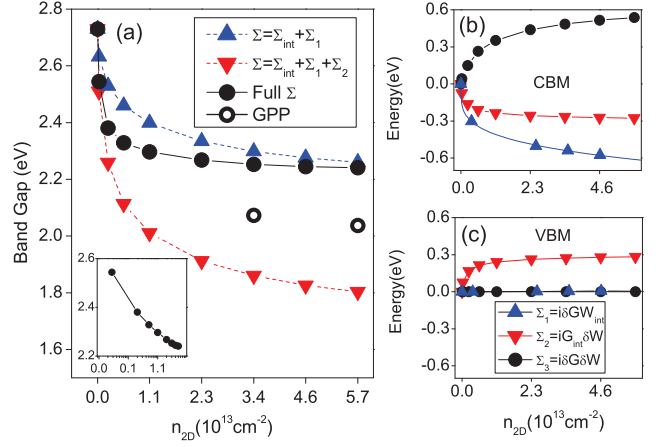 (a)
Σ=Σint+Σ1
Σ=Σint+Σ1+Σ2
Full Σ
GPP
Band Gap (eV)
2.8
2.6
2.4
2.2
2.0
1.8
1.6
2.6
2.4
2.2
0.0 0.1 1.1
0.0 1.1 2.3 3.4 4.6 5.7
n2D(10^13cm^-2)
(b)
CBM
Energy(eV)
0.6
0.3
0.0
-0.3
-0.6
0.0 2.3 4.6
(c)
VBM
Energy(eV)
0.6
0.3
0.0
-0.3
-0.6
Σ1=iδGWint
Σ2=iGintδW
Σ3=iδGδW
0.0 2.3 4.6
n2D(10^13cm^-2)